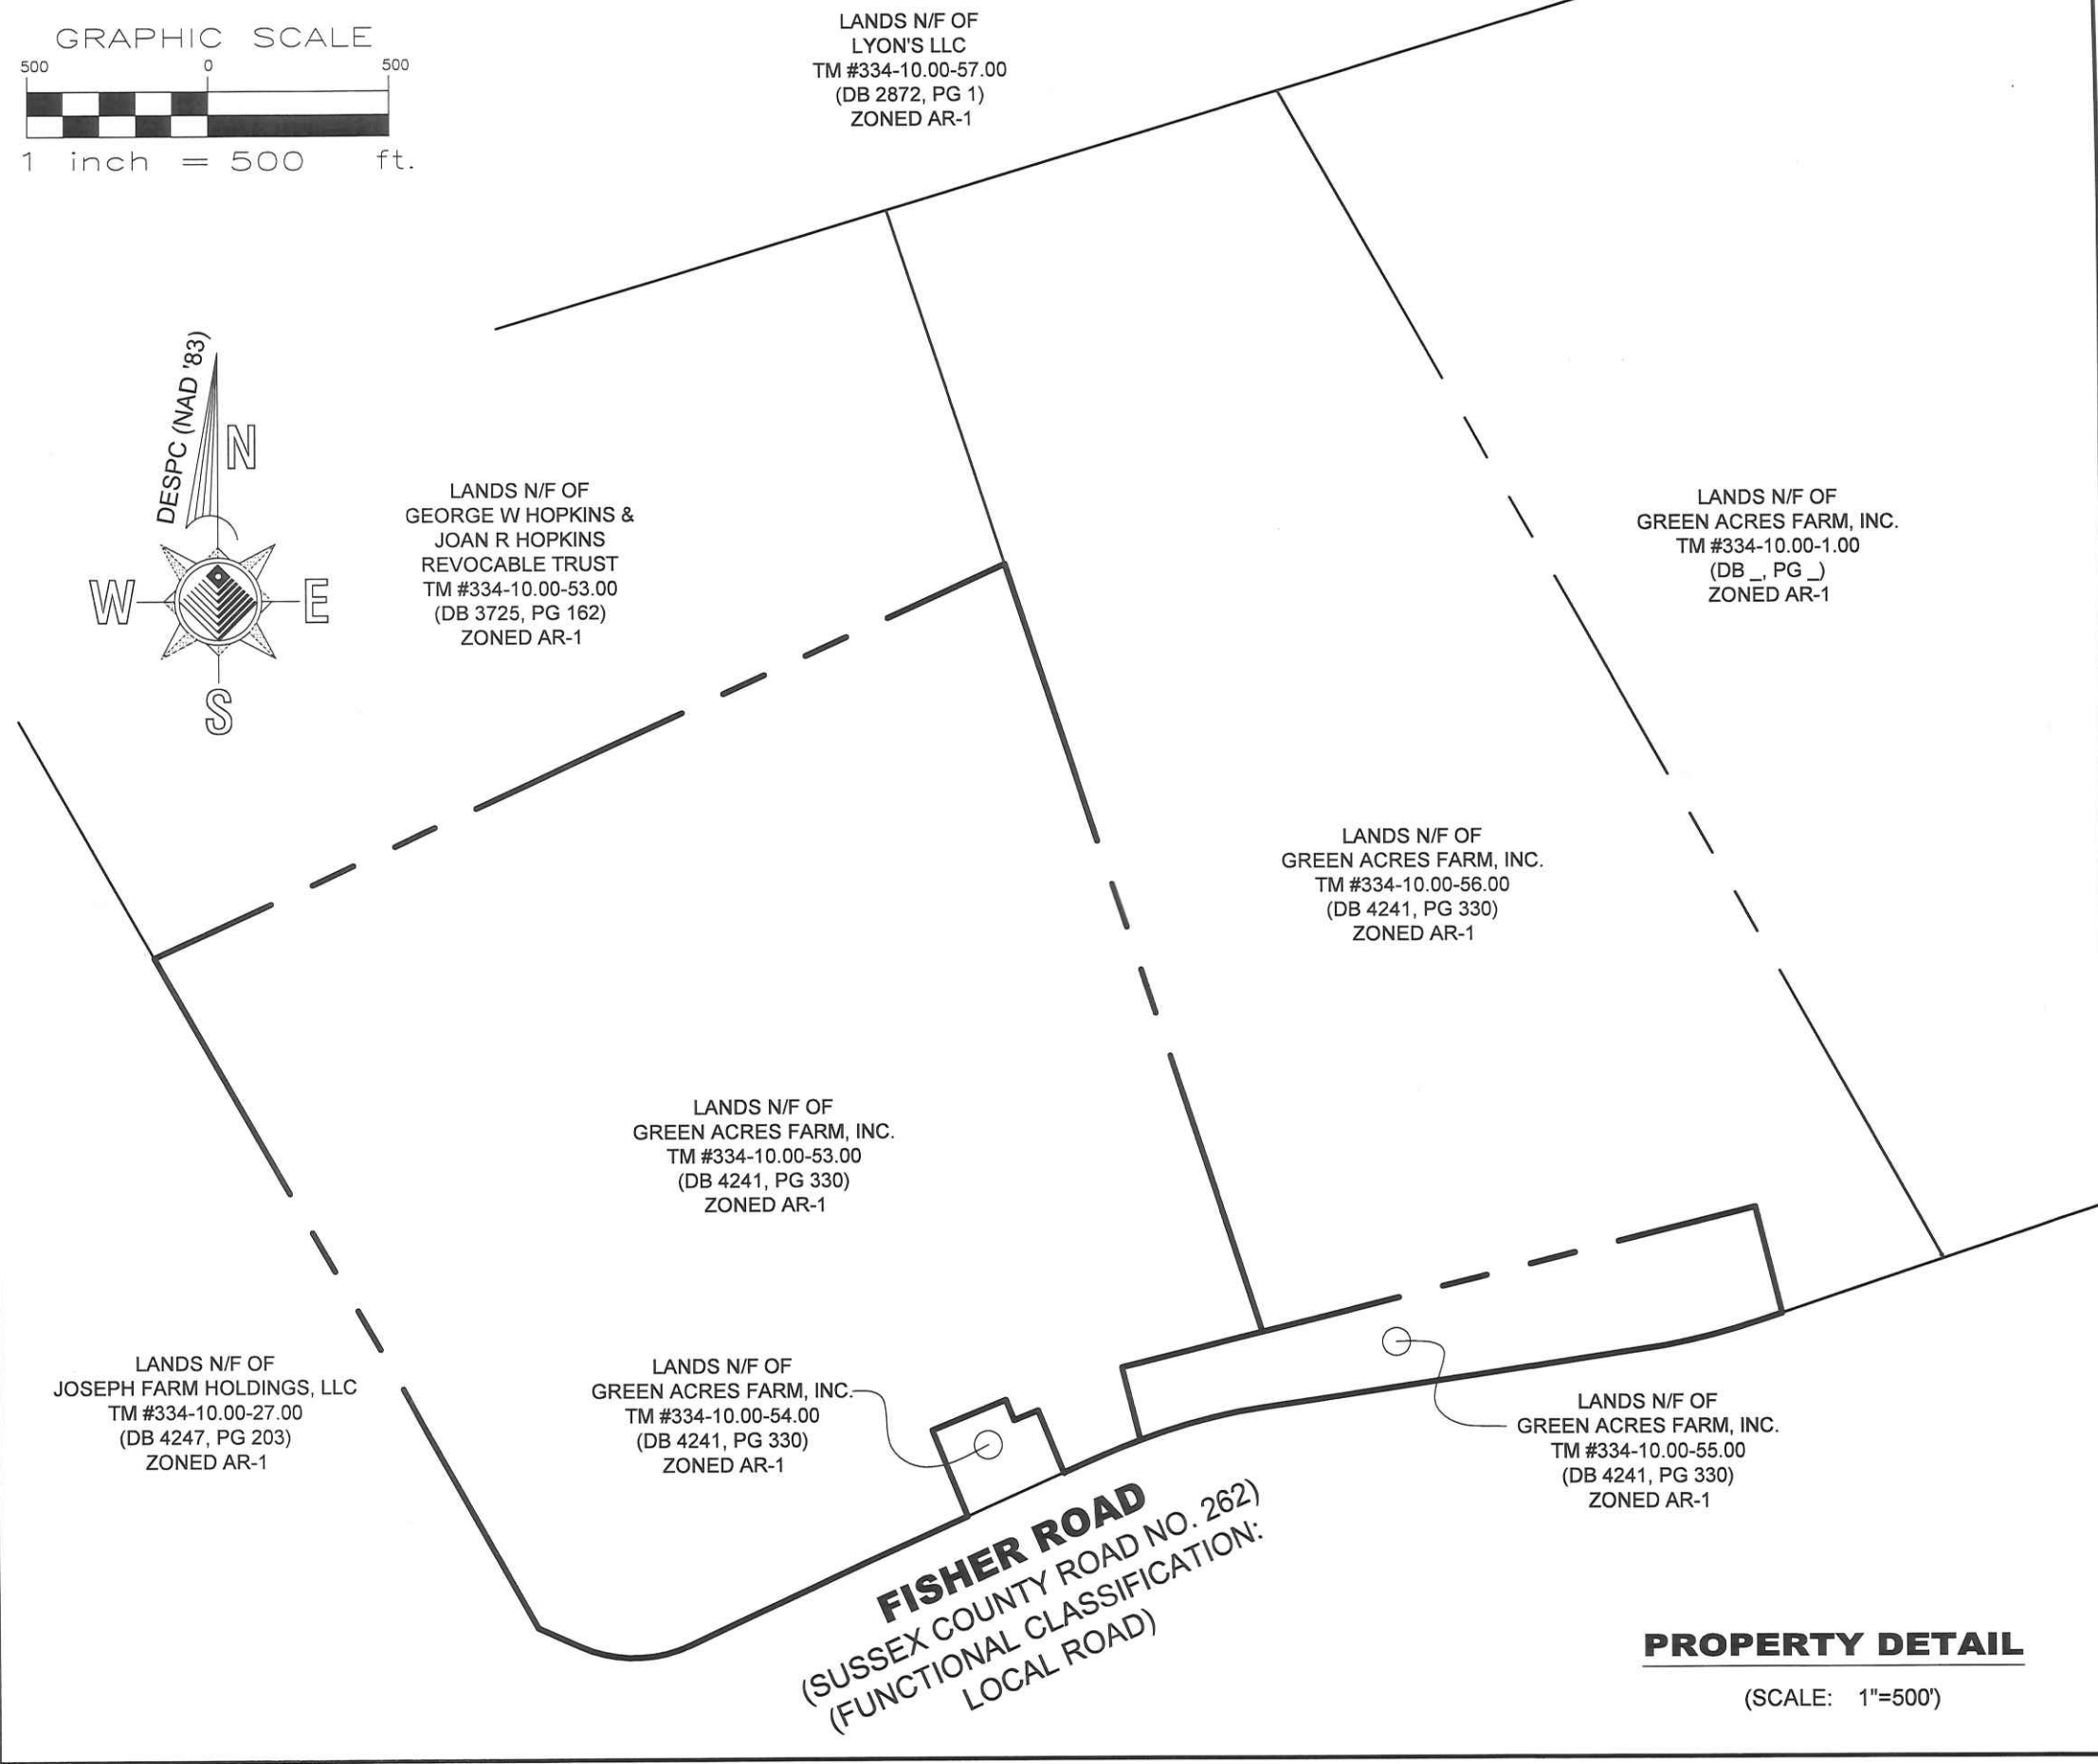 GRAPHIC SCALE
500 0 500
1 inch = 500 ft.
LANDS N/F OF
LYON'S LLC
TM #334-10.00-57.00
(DB 2872, PG 1)
ZONED AR-1
DESPC (NAD '83)
N
W E
S
LANDS N/F OF
GEORGE W HOPKINS &
JOAN R HOPKINS
REVOCABLE TRUST
TM #334-10.00-53.00
(DB 3725, PG 162)
ZONED AR-1
LANDS N/F OF
GREEN ACRES FARM, INC.
TM #334-10.00-1.00
(DB _, PG _)
ZONED AR-1
LANDS N/F OF
GREEN ACRES FARM, INC.
TM #334-10.00-56.00
(DB 4241, PG 330)
ZONED AR-1
LANDS N/F OF
GREEN ACRES FARM, INC.
TM #334-10.00-53.00
(DB 4241, PG 330)
ZONED AR-1
LANDS N/F OF
JOSEPH FARM HOLDINGS, LLC
TM #334-10.00-27.00
(DB 4247, PG 203)
ZONED AR-1
LANDS N/F OF
GREEN ACRES FARM, INC.
TM #334-10.00-54.00
(DB 4241, PG 330)
ZONED AR-1
LANDS N/F OF
GREEN ACRES FARM, INC.
TM #334-10.00-55.00
(DB 4241, PG 330)
ZONED AR-1
FISHER ROAD
(SUSSEX COUNTY ROAD NO. 262)
(FUNCTIONAL CLASSIFICATION:
LOCAL ROAD)
PROPERTY DETAIL
(SCALE: 1"=500')